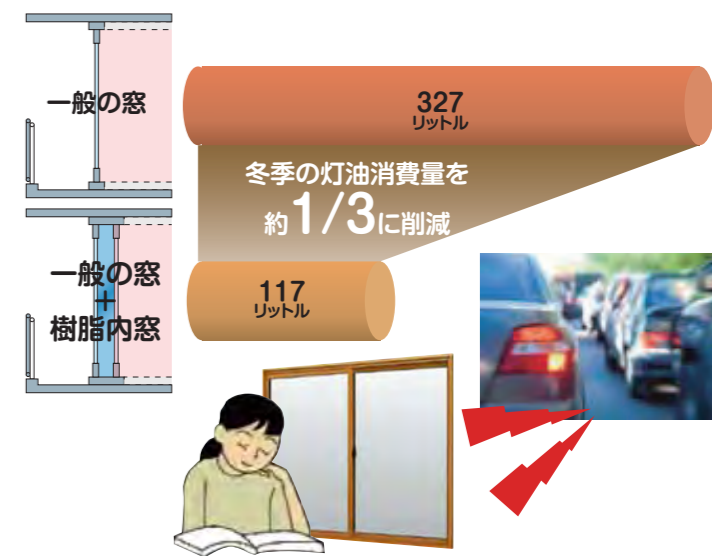 一般の窓
327
リットル
冬季の灯油消費量を
約1/3に削減
一般の窓
+
樹脂内窓
117
リットル